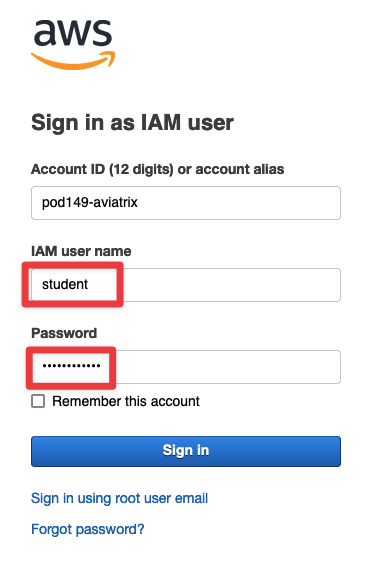 aws
Sign in as IAM user
Account ID (12 digits) or account alias
pod149-aviatrix
IAM user name
student
Password
••••••••••••
Remember this account
Sign in
Sign in using root user email
Forgot password?